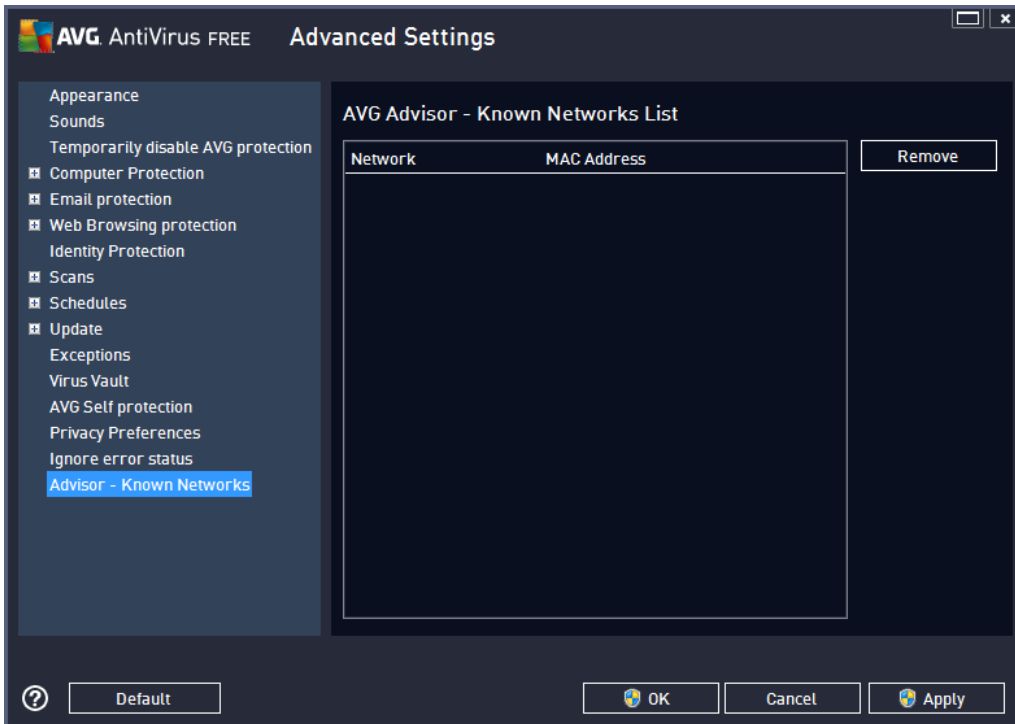 AVG. AntiVirus FREE Advanced Settings
Appearance
Sounds
Temporarily disable AVG protection
Computer Protection
Email protection
Web Browsing protection
Identity Protection
Scans
Schedules
Update
Exceptions
Virus Vault
AVG Self protection
Privacy Preferences
Ignore error status
Advisor - Known Networks
AVG Advisor - Known Networks List
Network MAC Address
Remove
? Default OK Cancel Apply